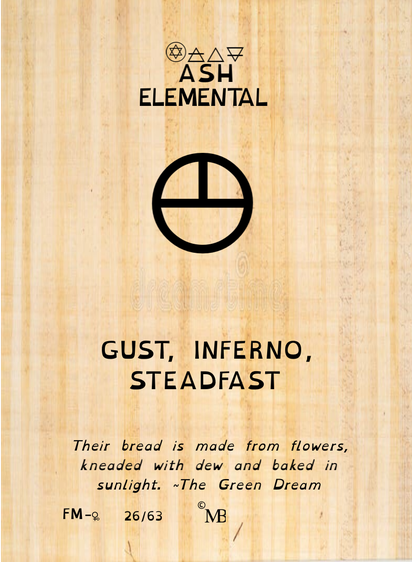 ASH
ELEMENTAL
GUST, INFERNO,
STEADFAST
Their bread is made from flowers,
kneaded with dew and baked in
sunlight. ~The Green Dream
FM-♀ 26/63 © MB
dreamstime